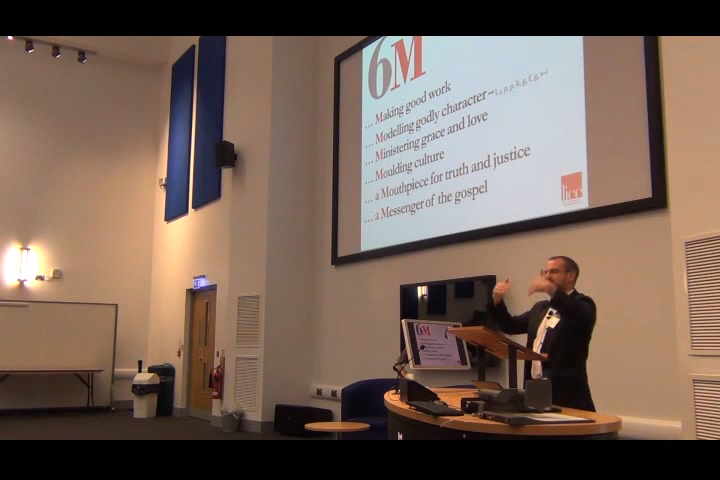 6M
... Making good work
... Modelling godly character –
... Ministering grace and love
... Moulding culture
... a Mouthpiece for truth and justice
... a Messenger of the gospel
licc
6M